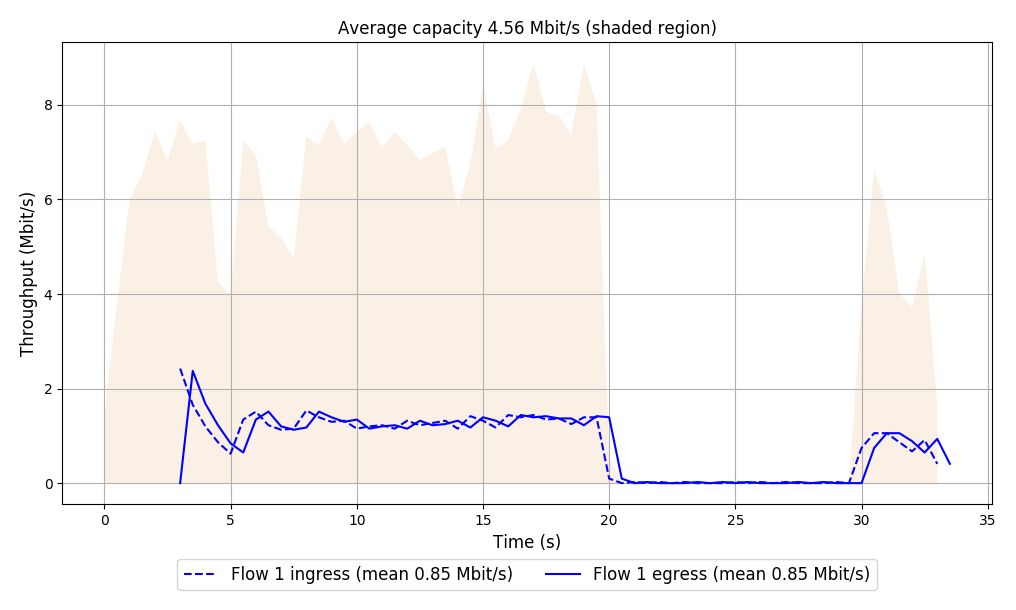 Average capacity 4.56 Mbit/s (shaded region)
Throughput (Mbit/s)
8
6
4
2
0
0 5 10 15 20 25 30 35
Time (s)
Flow 1 ingress (mean 0.85 Mbit/s) Flow 1 egress (mean 0.85 Mbit/s)